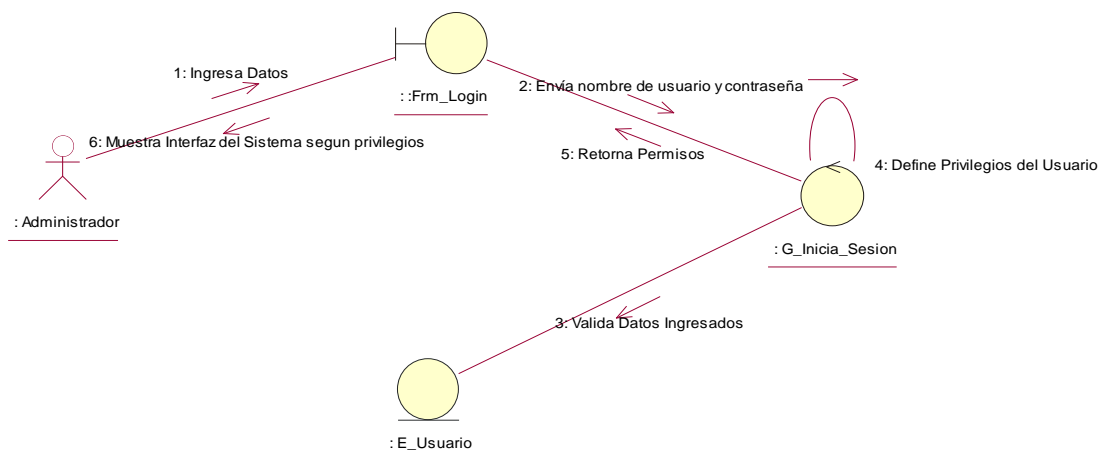 1: Ingresa Datos
: :Frm_Login
2: Envía nombre de usuario y contraseña
6: Muestra Interfaz del Sistema segun privilegios
5: Retorna Permisos
4: Define Privilegios del Usuario
: Administrador
: G_Inicia_Sesion
3: Valida Datos Ingresados
: E_Usuario